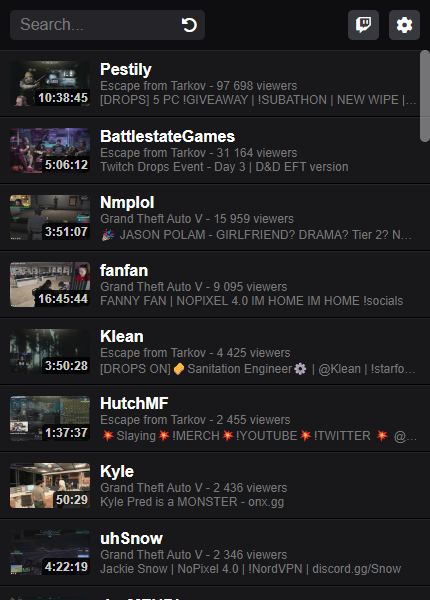 Search...
Pestily
Escape from Tarkov - 97 698 viewers
10:38:45
[DROPS] 5 PC !GIVEAWAY | !SUBATHON | NEW WIPE |...
BattlestateGames
Escape from Tarkov - 31 164 viewers
5:06:12
Twitch Drops Event - Day 3 | D&D EFT version
Nmplol
Grand Theft Auto V - 15 959 viewers
3:51:07
🎉 JASON POLAM - GIRLFRIEND? DRAMA? Tier 2? N...
fanfan
Grand Theft Auto V - 9 095 viewers
16:45:44
FANNY FAN | NOPIXEL 4.0 IM HOME IM HOME !socials
Klean
Escape from Tarkov - 4 425 viewers
3:50:28
[DROPS ON]🧽Sanitation Engineer⚙️ | @Klean | !starfo...
HutchMF
Escape from Tarkov - 2 455 viewers
1:37:37
💥Slaying💥!MERCH💥!YOUTUBE💥!TWITTER 💥 @...
Kyle
Grand Theft Auto V - 2 436 viewers
50:29
Kyle Pred is a MONSTER - onx.gg
uhSnow
Grand Theft Auto V - 2 346 viewers
4:22:19
Jackie Snow | NoPixel 4.0 | !NordVPN | discord.gg/Snow